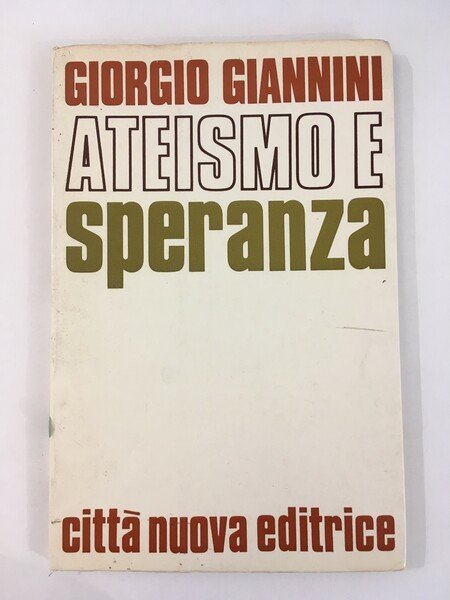 GIORGIO GIANNINI
ATEISMO E
speranza
città nuova editrice